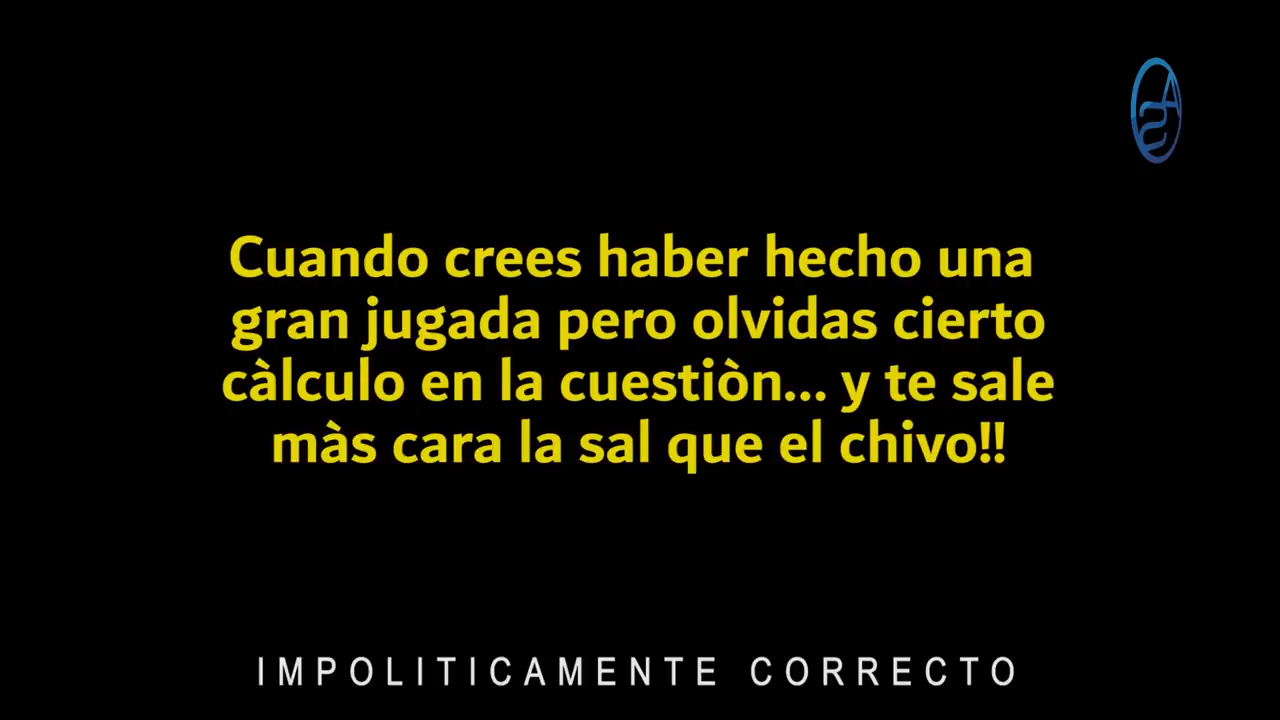 Cuando crees haber hecho una
gran jugada pero olvidas cierto
càlculo en la cuestiòn... y te sale
màs cara la sal que el chivo!!
IMPOLITICAMENTE CORRECTO